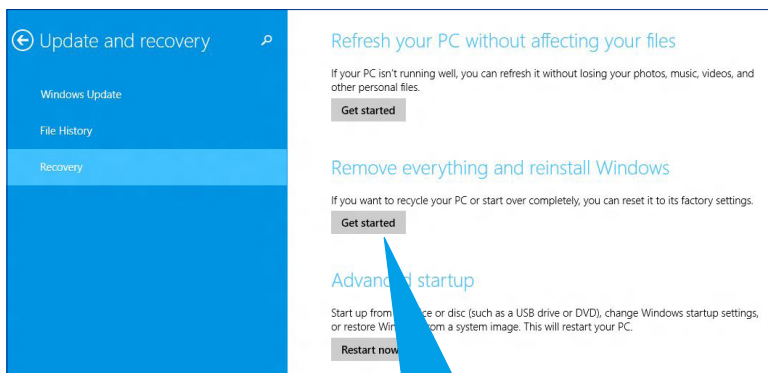 Update and recovery
Windows Update
File History
Recovery
Refresh your PC without affecting your files
If your PC isn't running well, you can refresh it without losing your photos, music, videos, and
other personal files.
Get started
Remove everything and reinstall Windows
If you want to recycle your PC or start over completely, you can reset it to its factory settings.
Get started
Advanced startup
Start up from ce or disc (such as a USB drive or DVD), change Windows startup settings,
or restore Win om a system image. This will restart your PC.
Restart now